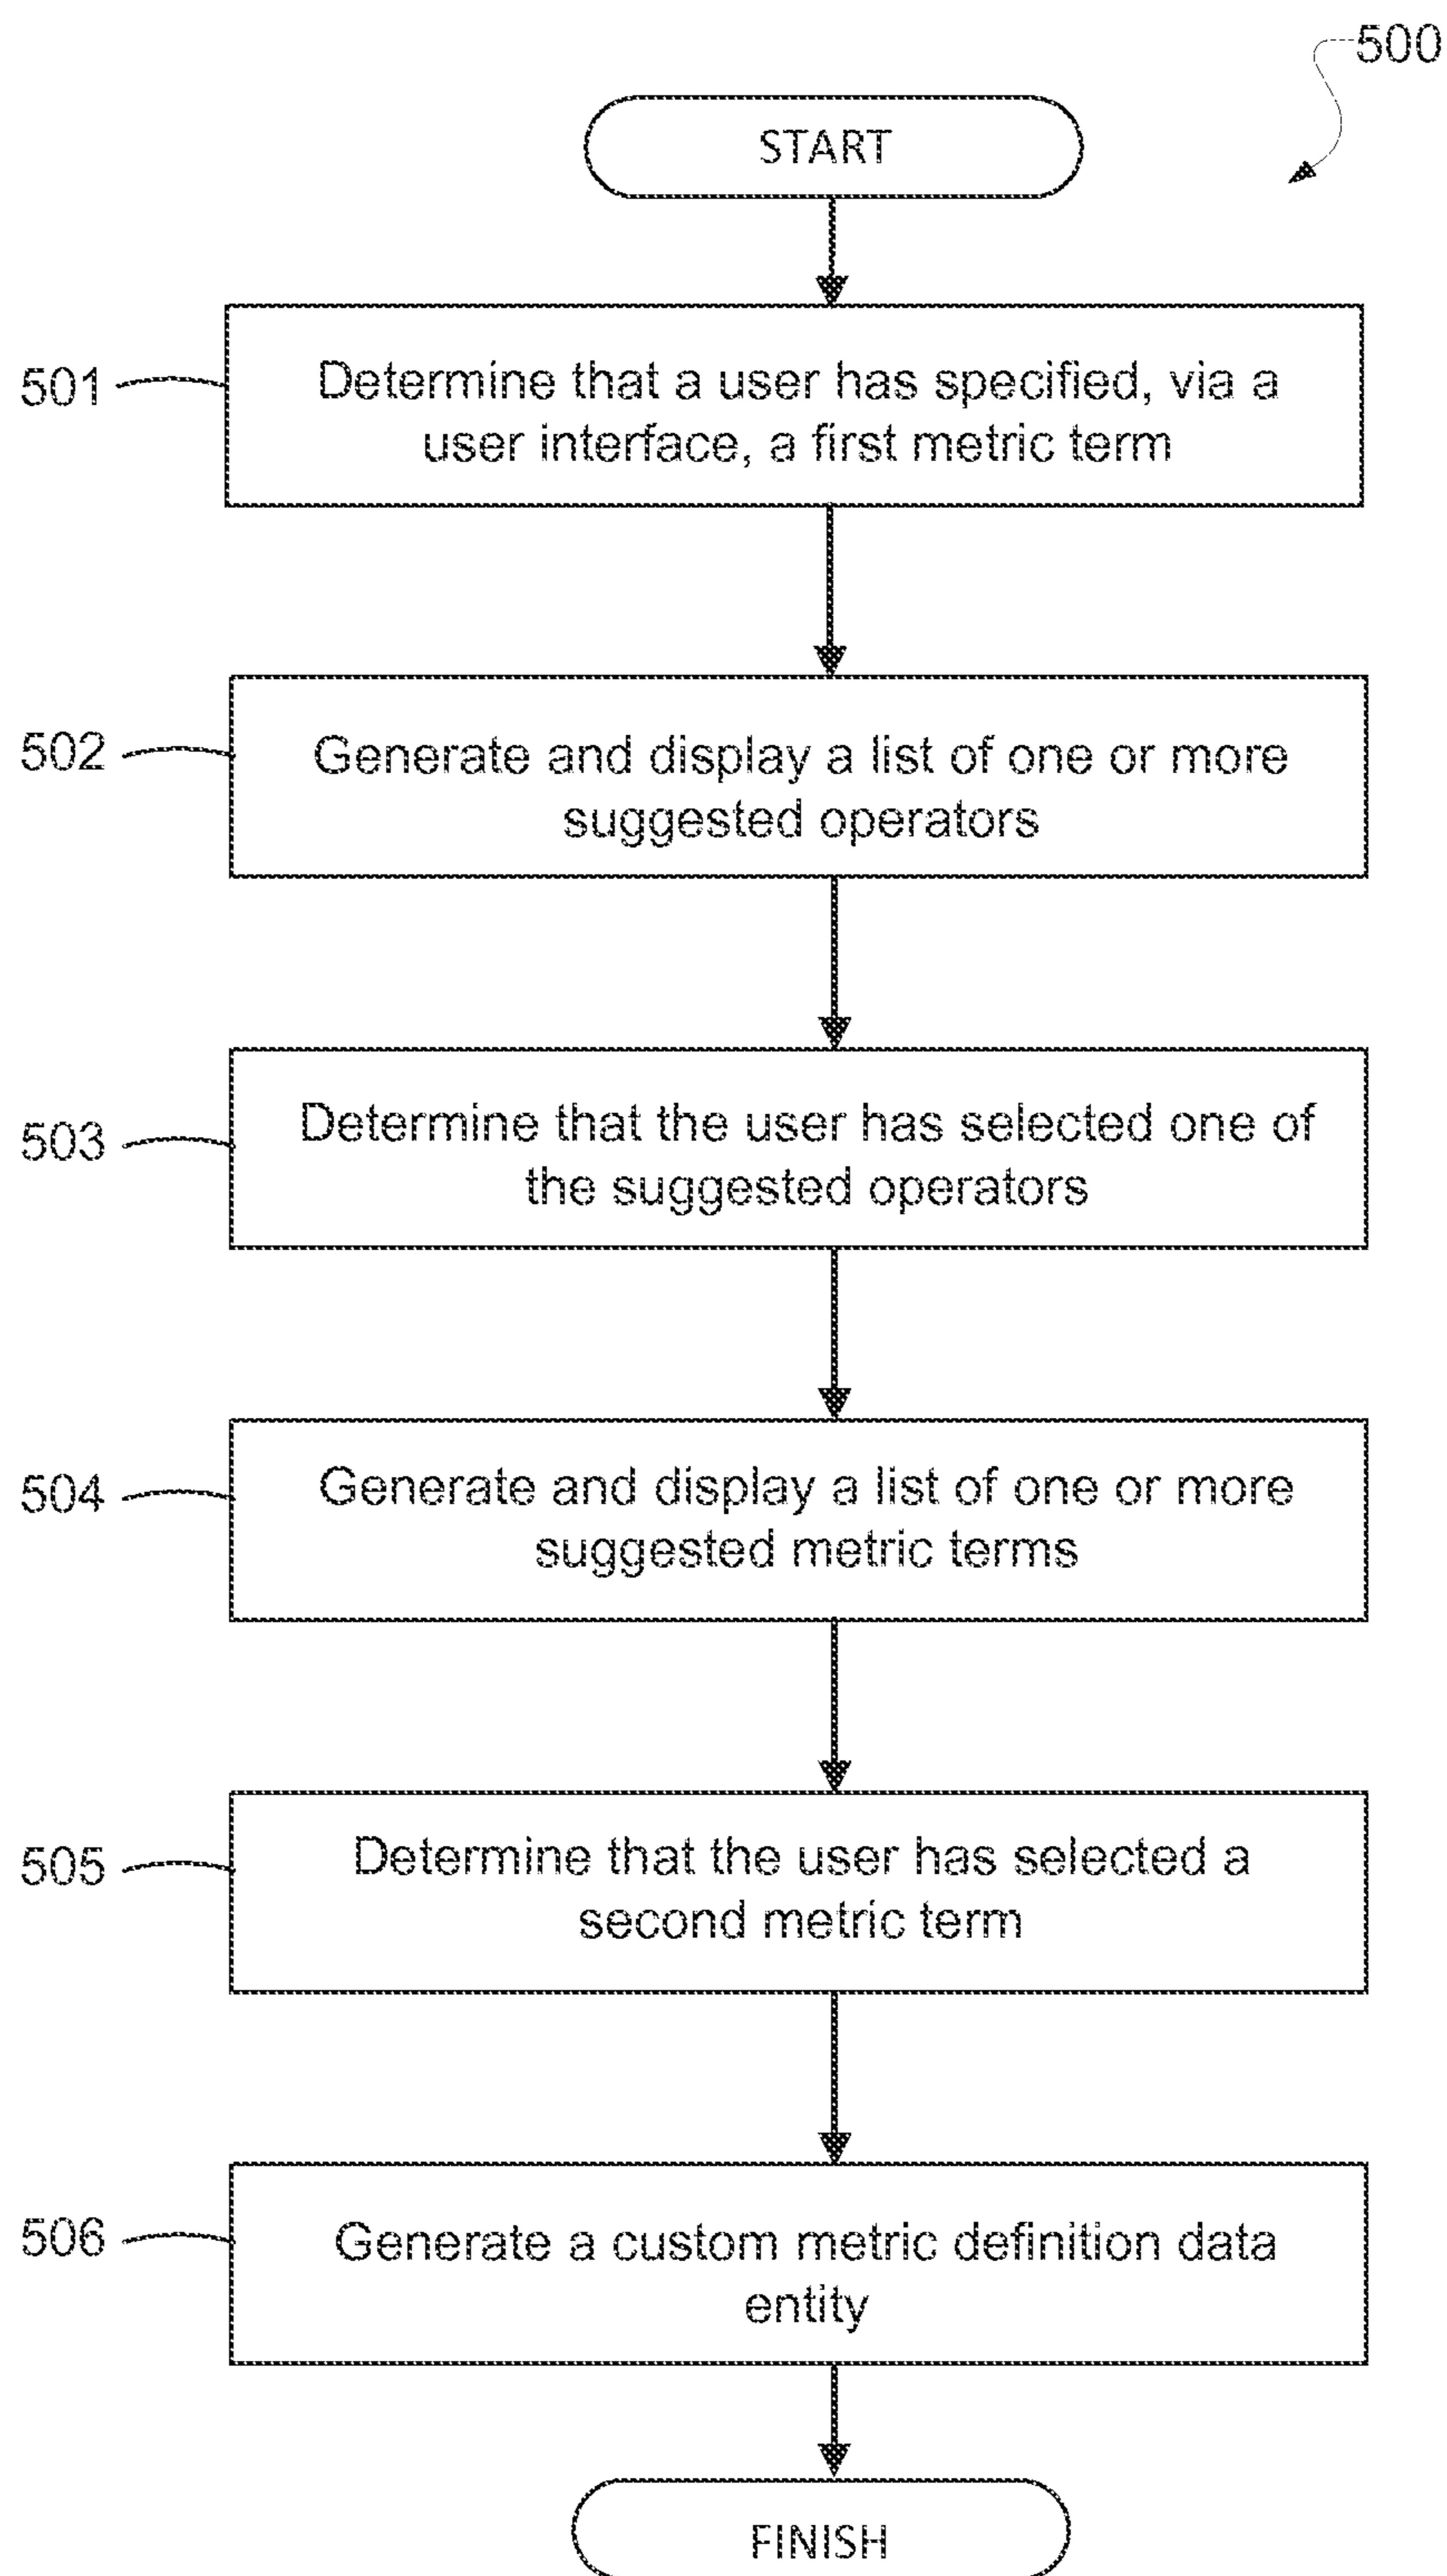 500
START
501
Determine that a user has specified, via a
user interface, a first metric term
502
Generate and display a list of one or more
suggested operators
503
Determine that the user has selected one of
the suggested operators
504
Generate and display a list of one or more
suggested metric terms
505
Determine that the user has selected a
second metric term
506
Generate a custom metric definition data
entity
FINISH